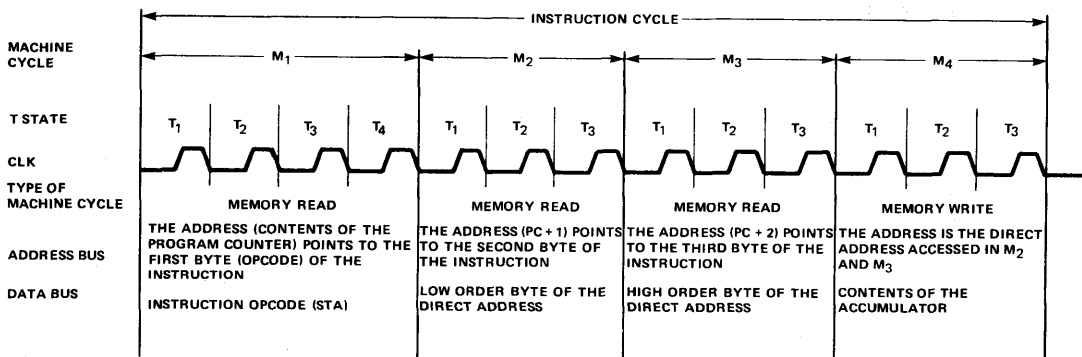 INSTRUCTION CYCLE
MACHINE CYCLE
M1 M2 M3 M4
T STATE
T1 T2 T3 T4 T1 T2 T3 T1 T2 T3 T1 T2 T3
CLK
TYPE OF MACHINE CYCLE
MEMORY READ
MEMORY READ
MEMORY READ
MEMORY WRITE
ADDRESS BUS
THE ADDRESS (CONTENTS OF THE
PROGRAM COUNTER) POINTS TO THE
FIRST BYTE (OPCODE) OF THE
INSTRUCTION
THE ADDRESS (PC + 1) POINTS
TO THE SECOND BYTE OF
THE INSTRUCTION
THE ADDRESS (PC + 2) POINTS
TO THE THIRD BYTE OF THE
INSTRUCTION
THE ADDRESS IS THE DIRECT
ADDRESS ACCESSED IN M2
AND M3
DATA BUS
INSTRUCTION OPCODE (STA)
LOW ORDER BYTE OF THE
DIRECT ADDRESS
HIGH ORDER BYTE OF THE
DIRECT ADDRESS
CONTENTS OF THE
ACCUMULATOR